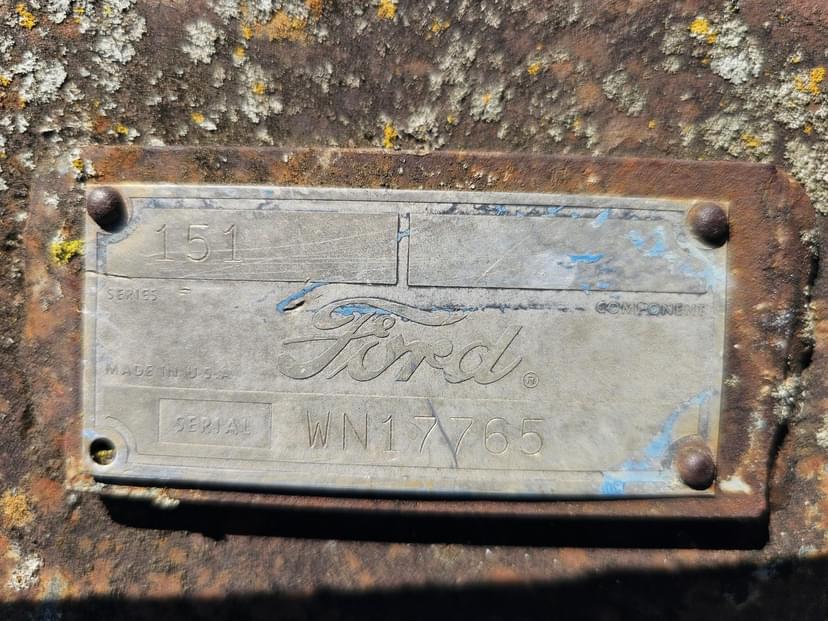 151
SERIES COMPONENT
Ford ®
MADE IN U·S·A
SERIAL WN17765